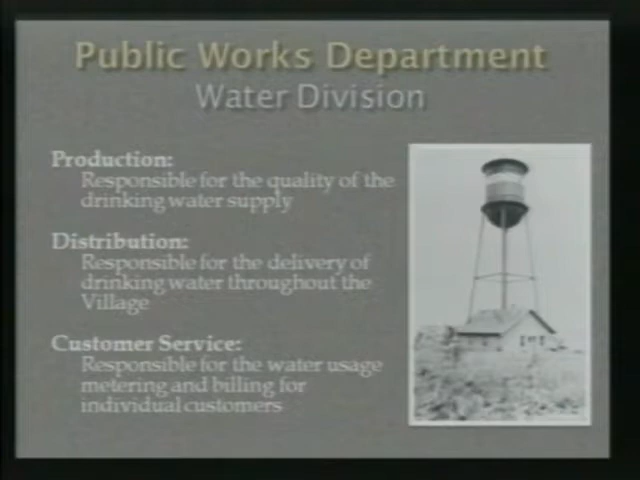 Public Works Department
Water Division
Production:
Responsible for the quality of the
drinking water supply
Distribution:
Responsible for the delivery of
drinking water throughout the
Village
Customer Service:
Responsible for the water usage
metering and billing for
individual customers